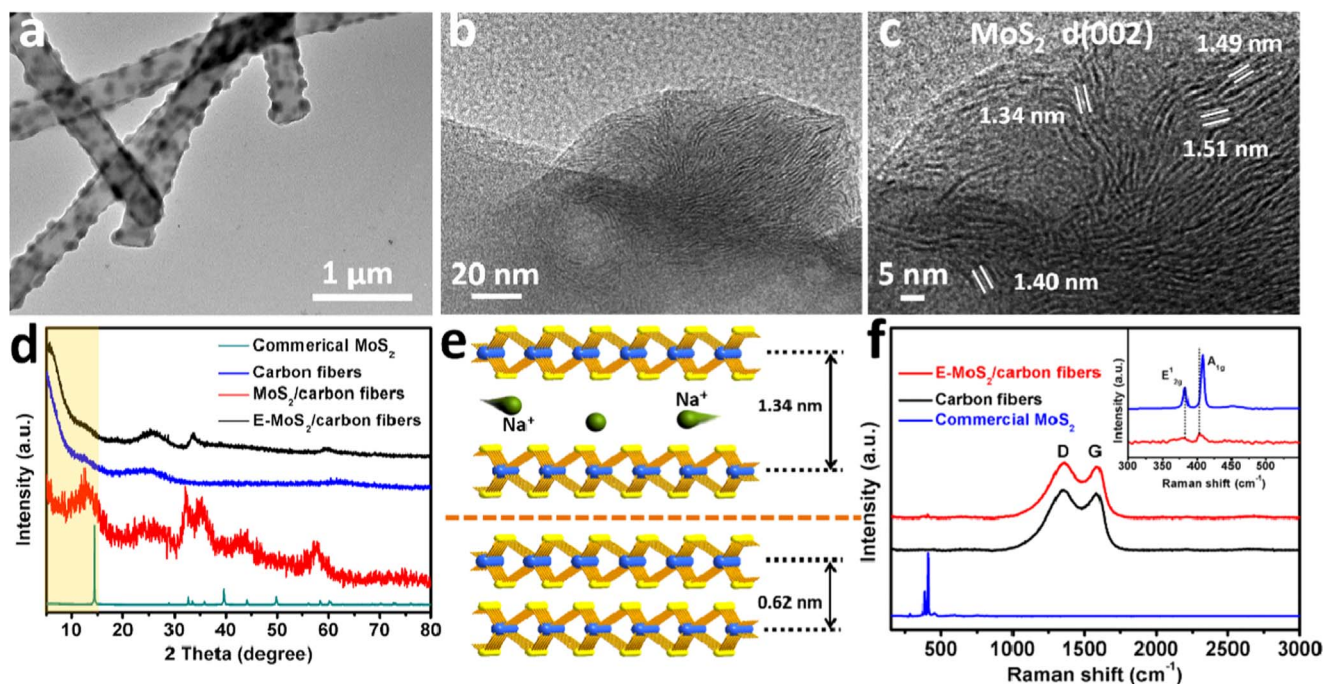 a
1 µm
b
20 nm
c
MoS₂ d(002)
1.49 nm
1.34 nm
1.51 nm
5 nm
1.40 nm
d
Commerical MoS₂
Carbon fibers
MoS₂/carbon fibers
E-MoS₂/carbon fibers
Intensity (a.u.)
10 20 30 40 50 60 70 80
2 Theta (degree)
e
Na⁺
Na⁺
1.34 nm
0.62 nm
f
E-MoS₂/carbon fibers
Carbon fibers
Commercial MoS₂
D G
Intensity (a.u.)
500 1000 1500 2000 2500 3000
Raman shift (cm⁻¹)
E¹₂g
A₁g
Intensity (a.u.)
300 350 400 450 500
Raman shift (cm⁻¹)